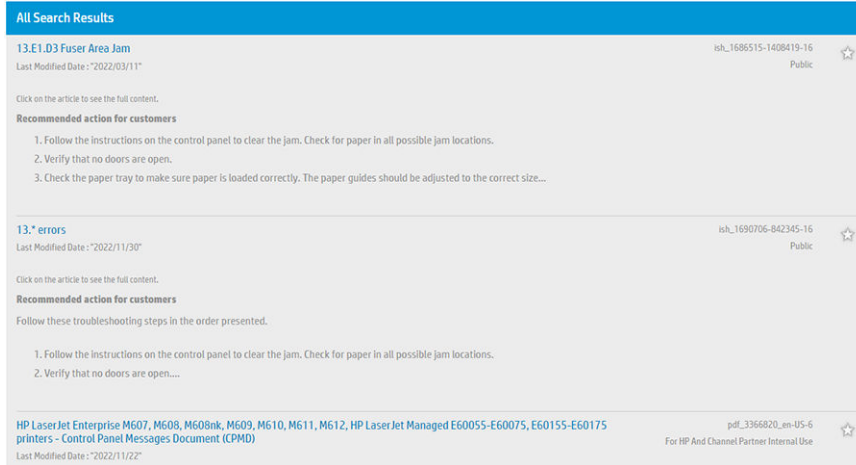 All Search Results
13.E1.D3 Fuser Area Jam
ish_1686515-1408419-16
Last Modified Date : "2022/03/11"
Public
Click on the article to see the full content.
Recommended action for customers
1. Follow the instructions on the control panel to clear the jam. Check for paper in all possible jam locations.
2. Verify that no doors are open.
3. Check the paper tray to make sure paper is loaded correctly. The paper guides should be adjusted to the correct size...
13.* errors
ish_1690706-842345-16
Last Modified Date : "2022/11/30"
Public
Click on the article to see the full content.
Recommended action for customers
Follow these troubleshooting steps in the order presented.
1. Follow the instructions on the control panel to clear the jam. Check for paper in all possible jam locations.
2. Verify that no doors are open....
HP LaserJet Enterprise M607, M608, M608nk, M609, M610, M611, M612, HP LaserJet Managed E60055-E60075, E60155-E60175
pdf_3366820_en-US-6
printers - Control Panel Messages Document (CPMD)
For HP And Channel Partner Internal Use
Last Modified Date : "2022/11/22"